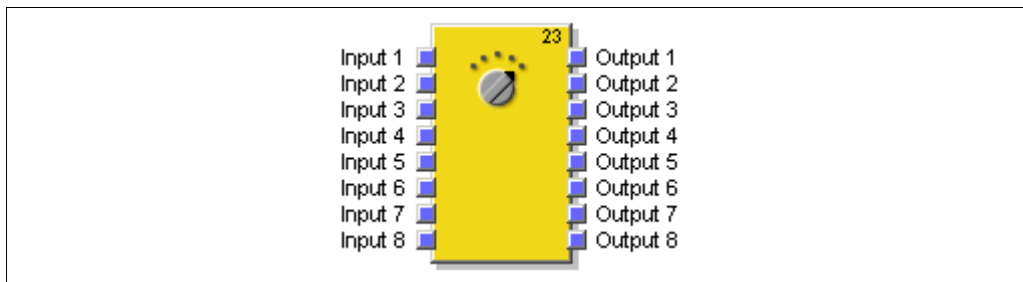 23
Input 1 Output 1
Input 2 Output 2
Input 3 Output 3
Input 4 Output 4
Input 5 Output 5
Input 6 Output 6
Input 7 Output 7
Input 8 Output 8